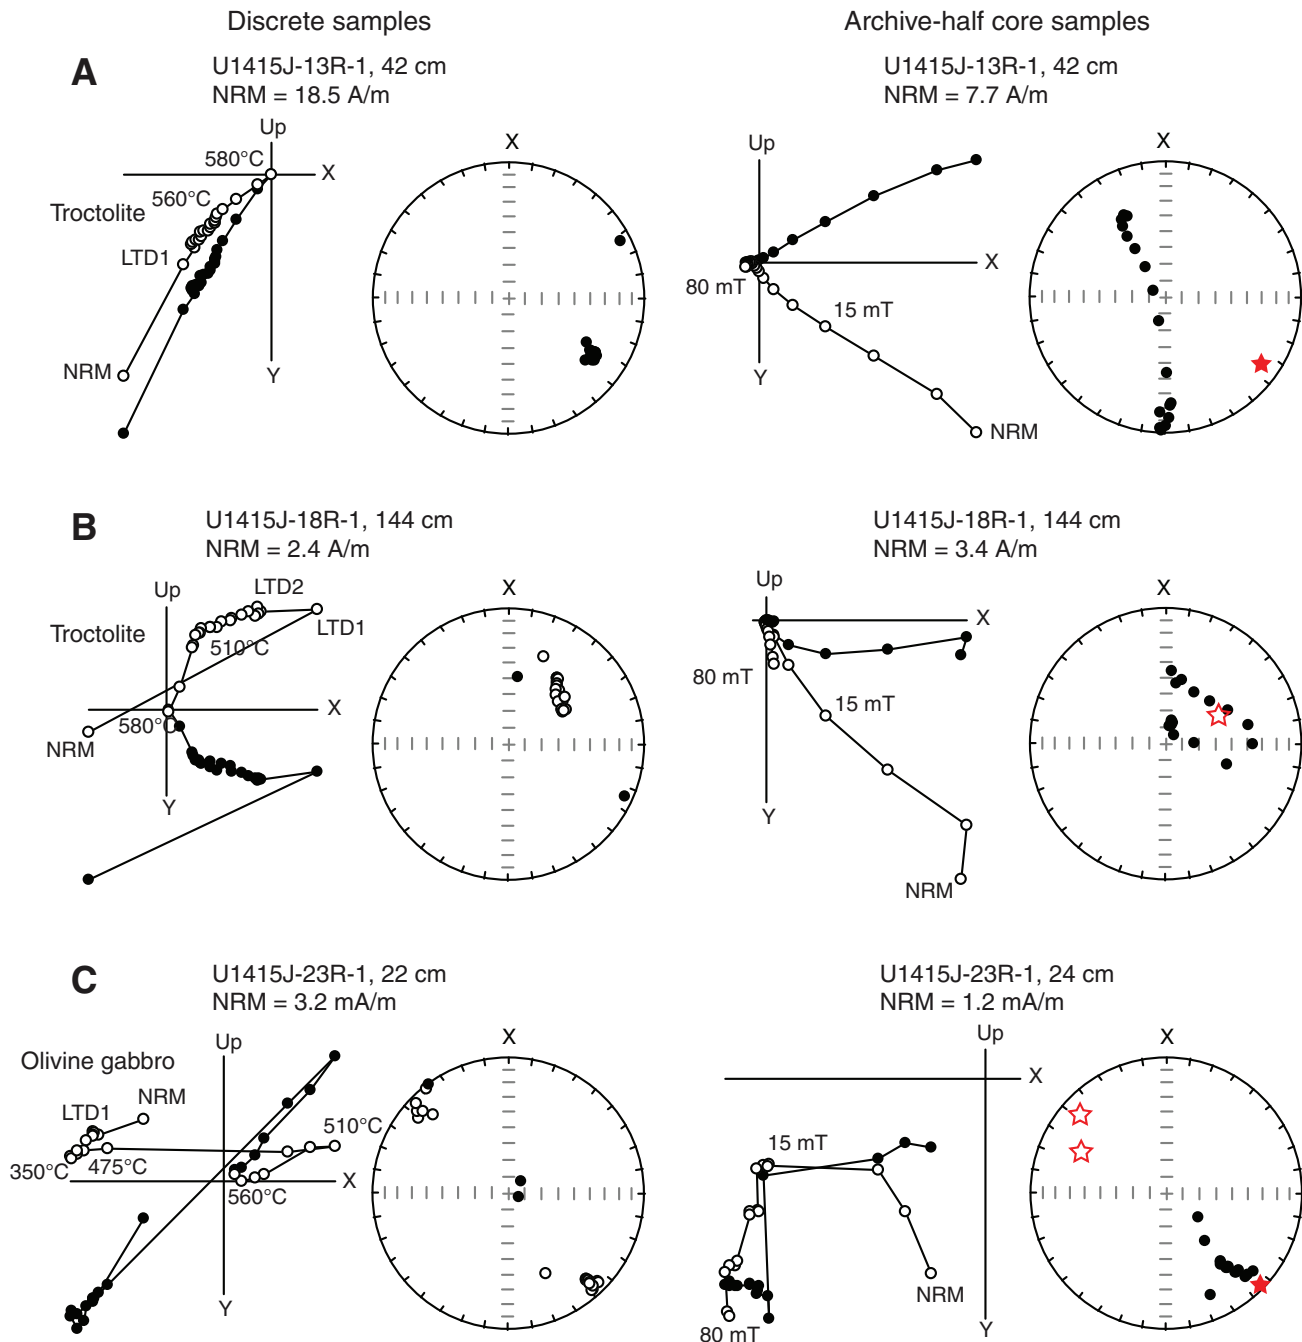 Discrete samples
Archive-half core samples
A
U1415J-13R-1, 42 cm
NRM = 18.5 A/m
U1415J-13R-1, 42 cm
NRM = 7.7 A/m
Up
580°C
X
560°C
Troctolite
LTD1
NRM
Y
X
Up
X
80 mT
15 mT
Y
NRM
X
B
U1415J-18R-1, 144 cm
NRM = 2.4 A/m
U1415J-18R-1, 144 cm
NRM = 3.4 A/m
Up
LTD2
Troctolite
LTD1
510°C
X
580°C
NRM
Y
X
Up
X
80 mT
15 mT
Y
NRM
X
C
U1415J-23R-1, 22 cm
NRM = 3.2 mA/m
U1415J-23R-1, 24 cm
NRM = 1.2 mA/m
Up
Olivine gabbro
NRM
LTD1
510°C
350°C
475°C
X
560°C
Y
X
Up
X
15 mT
NRM
80 mT
Y
X